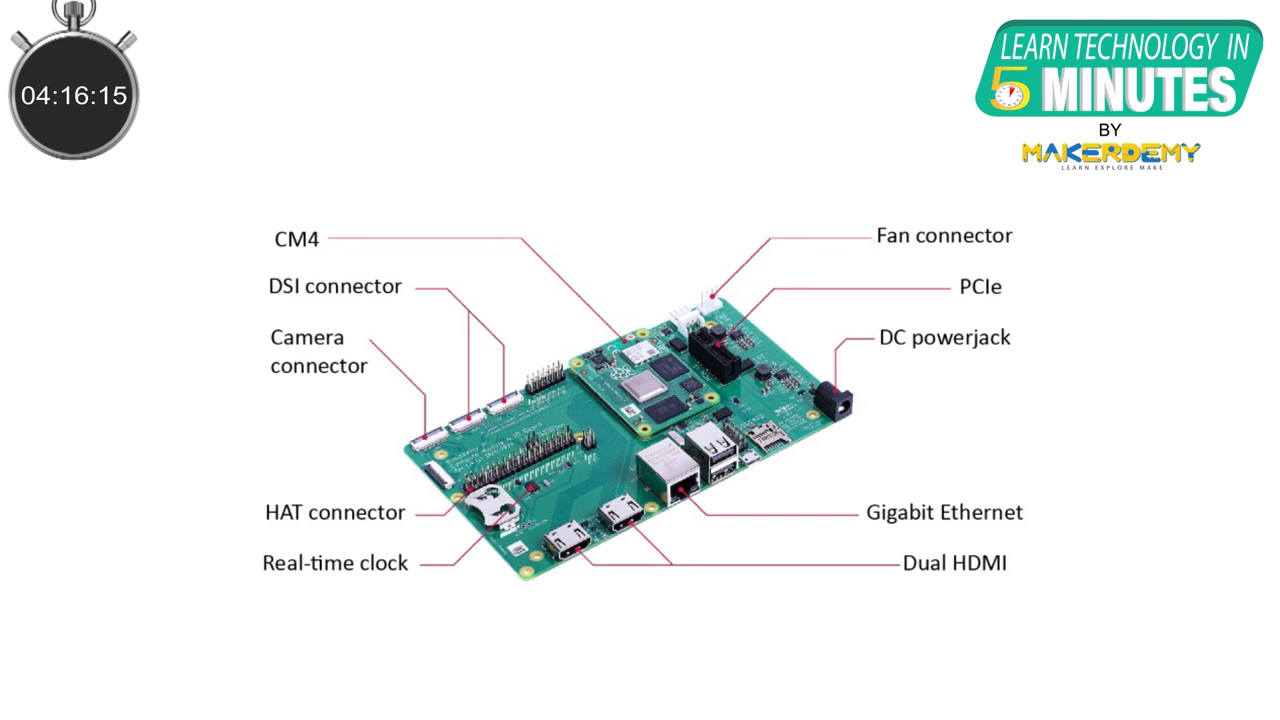 04:16:15
LEARN TECHNOLOGY IN
5 MINUTES
BY
MAKERDEMY
LEARN EXPLORE MAKE
CM4
Fan connector
DSI connector
PCIe
Camera
connector
DC powerjack
HAT connector
Gigabit Ethernet
Real-time clock
Dual HDMI